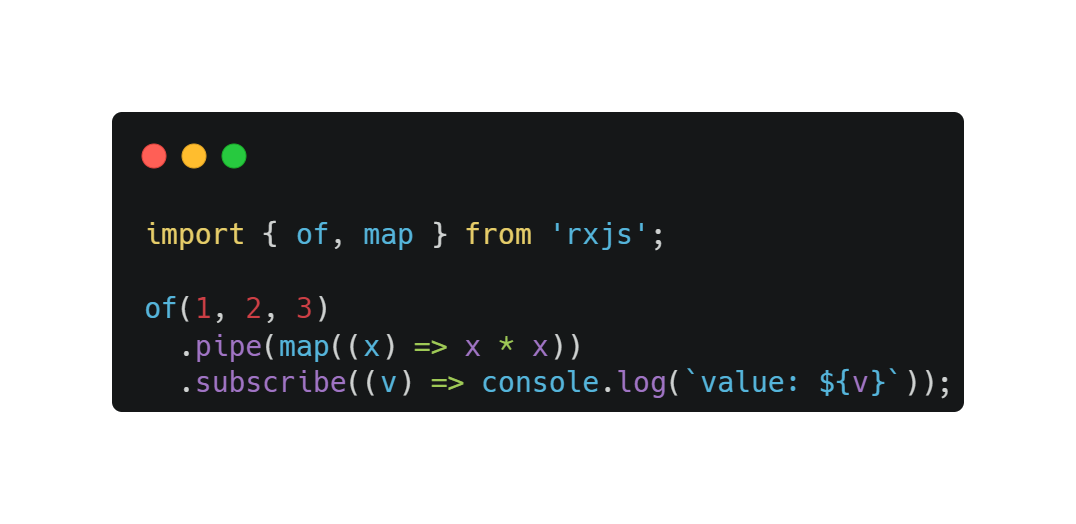 import { of, map } from 'rxjs';

of(1, 2, 3)
  .pipe(map((x) => x * x))
  .subscribe((v) => console.log(`value: ${v}`));